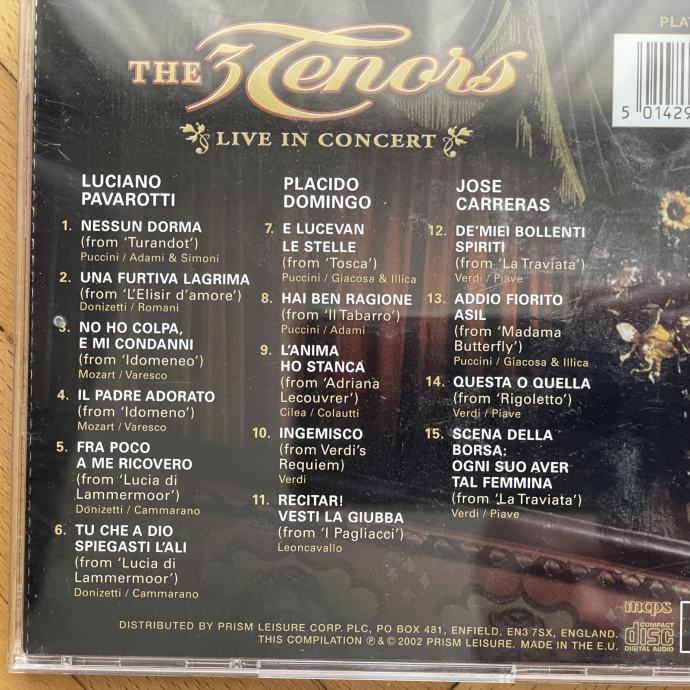 PLAT
THE 3 Tenors
LIVE IN CONCERT
5 01429
LUCIANO
PAVAROTTI
1. NESSUN DORMA
(from ‘Turandot’)
Puccini / Adami & Simoni
2. UNA FURTIVA LAGRIMA
(from ‘L’Elisir d’amore’)
Donizetti / Romani
3. NO HO COLPA,
E MI CONDANNI
(from ‘Idomeneo’)
Mozart / Varesco
4. IL PADRE ADORATO
(from ‘Idomeno’)
Mozart / Varesco
5. FRA POCO
A ME RICOVERO
(from ‘Lucia di
Lammermoor’)
Donizetti / Cammarano
6. TU CHE A DIO
SPIEGASTI L’ALI
(from ‘Lucia di
Lammermoor’)
Donizetti / Cammarano
PLACIDO
DOMINGO
7. E LUCEVAN
LE STELLE
(from ‘Tosca’)
Puccini / Giacosa & Illica
8. HAI BEN RAGIONE
(from ‘Il Tabarro’)
Puccini / Adami
9. L’ANIMA
HO STANCA
(from ‘Adriana
Lecouvrer’)
Cilea / Colautti
10. INGEMISCO
(from Verdi’s
Requiem)
Verdi
11. RECITAR!
VESTI LA GIUBBA
(from ‘I Pagliacci’)
Leoncavallo
JOSE
CARRERAS
12. DE’MIEI BOLLENTI
SPIRITI
(from ‘La Traviata’)
Verdi / Piave
13. ADDIO FIORITO
ASIL
(from ‘Madama
Butterfly’)
Puccini / Giacosa & Illica
14. QUESTA O QUELLA
(from ‘Rigoletto’)
Verdi / Piave
15. SCENA DELLA
BORSA:
OGNI SUO AVER
TAL FEMMINA
(from ‘La Traviata’)
Verdi / Piave
DISTRIBUTED BY PRISM LEISURE CORP. PLC, PO BOX 481, ENFIELD, EN3 7SX, ENGLAND.
THIS COMPILATION ℗ & © 2002 PRISM LEISURE. MADE IN THE E.U.
mcps
COMPACT
disc
DIGITAL AUDIO